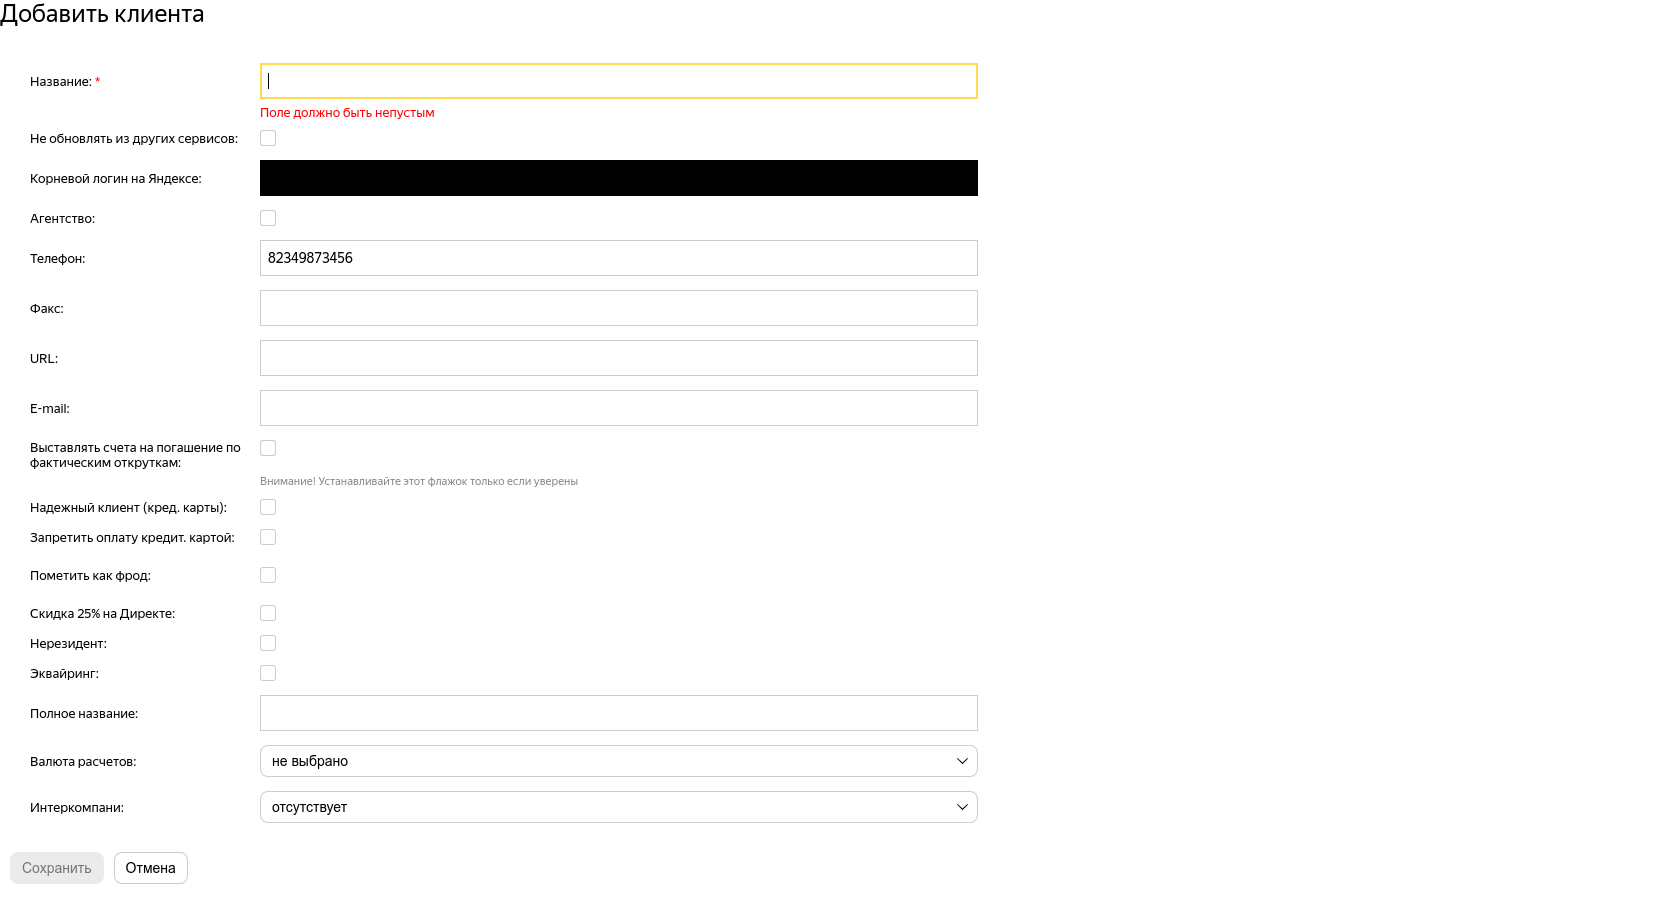 Добавить клиента
Название: *
Поле должно быть непустым
Не обновлять из других сервисов:
Корневой логин на Яндексе:
Агентство:
Телефон: 82349873456
Факс:
URL:
E-mail:
Выставлять счета на погашение по
фактическим откруткам:
Внимание! Устанавливайте этот флажок только если уверены
Надежный клиент (кред. карты):
Запретить оплату кредит. картой:
Пометить как фрод:
Скидка 25% на Директе:
Нерезидент:
Эквайринг:
Полное название:
Валюта расчетов: не выбрано
Интеркомпани: отсутствует
Сохранить Отмена